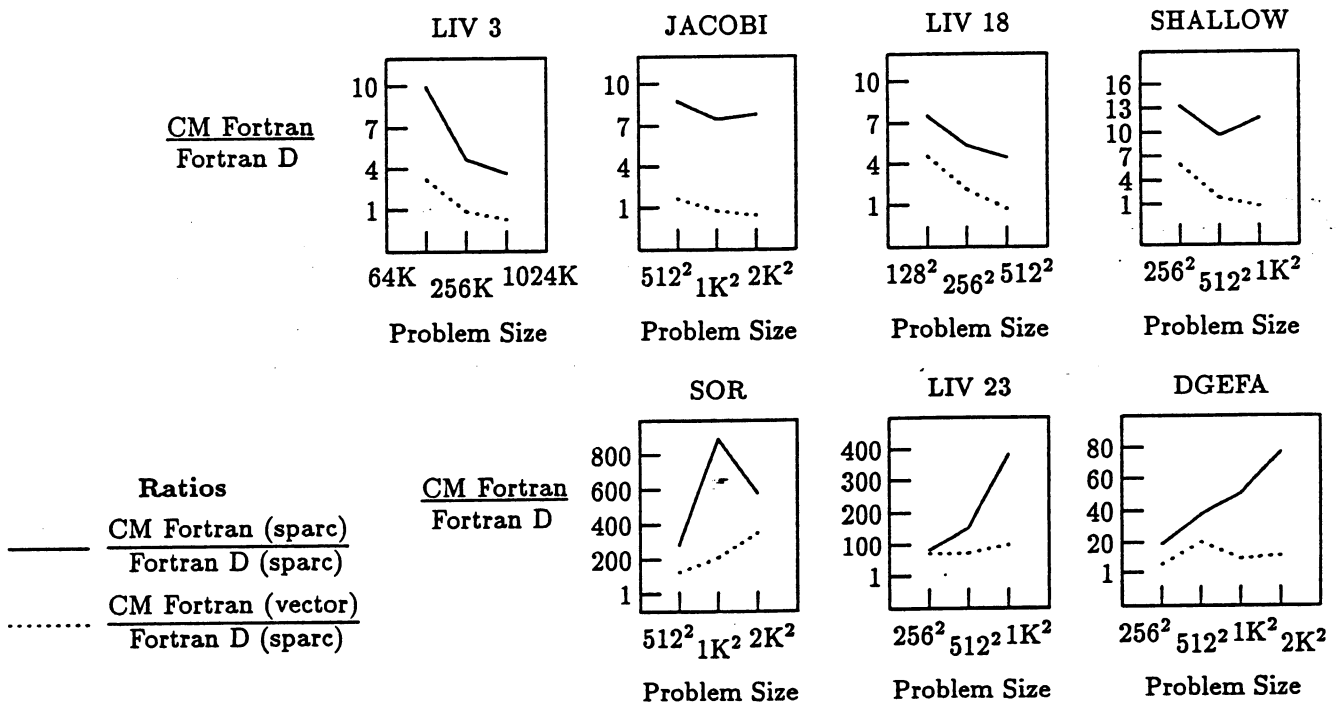 LIV 3
JACOBI
LIV 18
SHALLOW
CM Fortran
Fortran D
10
7
4
1
64K 256K 1024K
Problem Size
10
7
4
1
512² 1K² 2K²
Problem Size
10
7
4
1
128² 256² 512²
Problem Size
16
13
10
7
4
1
256² 512² 1K²
Problem Size
SOR
LIV 23
DGEFA
Ratios
CM Fortran (sparc)
Fortran D (sparc)
CM Fortran (vector)
Fortran D (sparc)
CM Fortran
Fortran D
800
600
400
200
1
512² 1K² 2K²
Problem Size
400
300
200
100
1
256² 512² 1K²
Problem Size
80
60
40
20
1
256² 512² 1K² 2K²
Problem Size